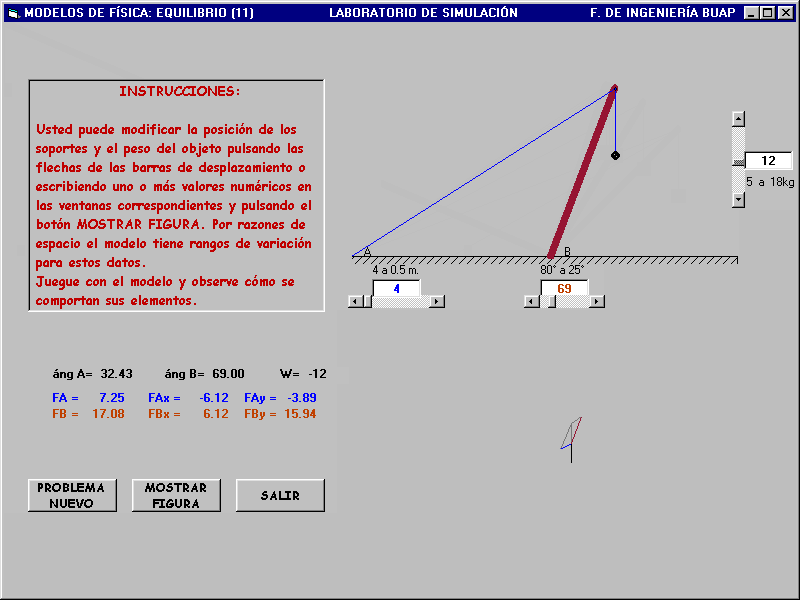 MODELOS DE FÍSICA: EQUILIBRIO (11) LABORATORIO DE SIMULACIÓN F. DE INGENIERÍA BUAP
INSTRUCCIONES:
Usted puede modificar la posición de los
soportes y el peso del objeto pulsando las
flechas de las barras de desplazamiento o
escribiendo uno o más valores numéricos en
las ventanas correspondientes y pulsando el
botón MOSTRAR FIGURA. Por razones de
espacio el modelo tiene rangos de variación
para estos datos.
Juegue con el modelo y observe cómo se
comportan sus elementos.
12
5 a 18kg
A B
4 a 0.5 m. 80° a 25°
4 69
áng A= 32.43 áng B= 69.00 W= -12
FA = 7.25 FAx = -6.12 FAy = -3.89
FB = 17.08 FBx = 6.12 FBy = 15.94
PROBLEMA
NUEVO
MOSTRAR
FIGURA
SALIR